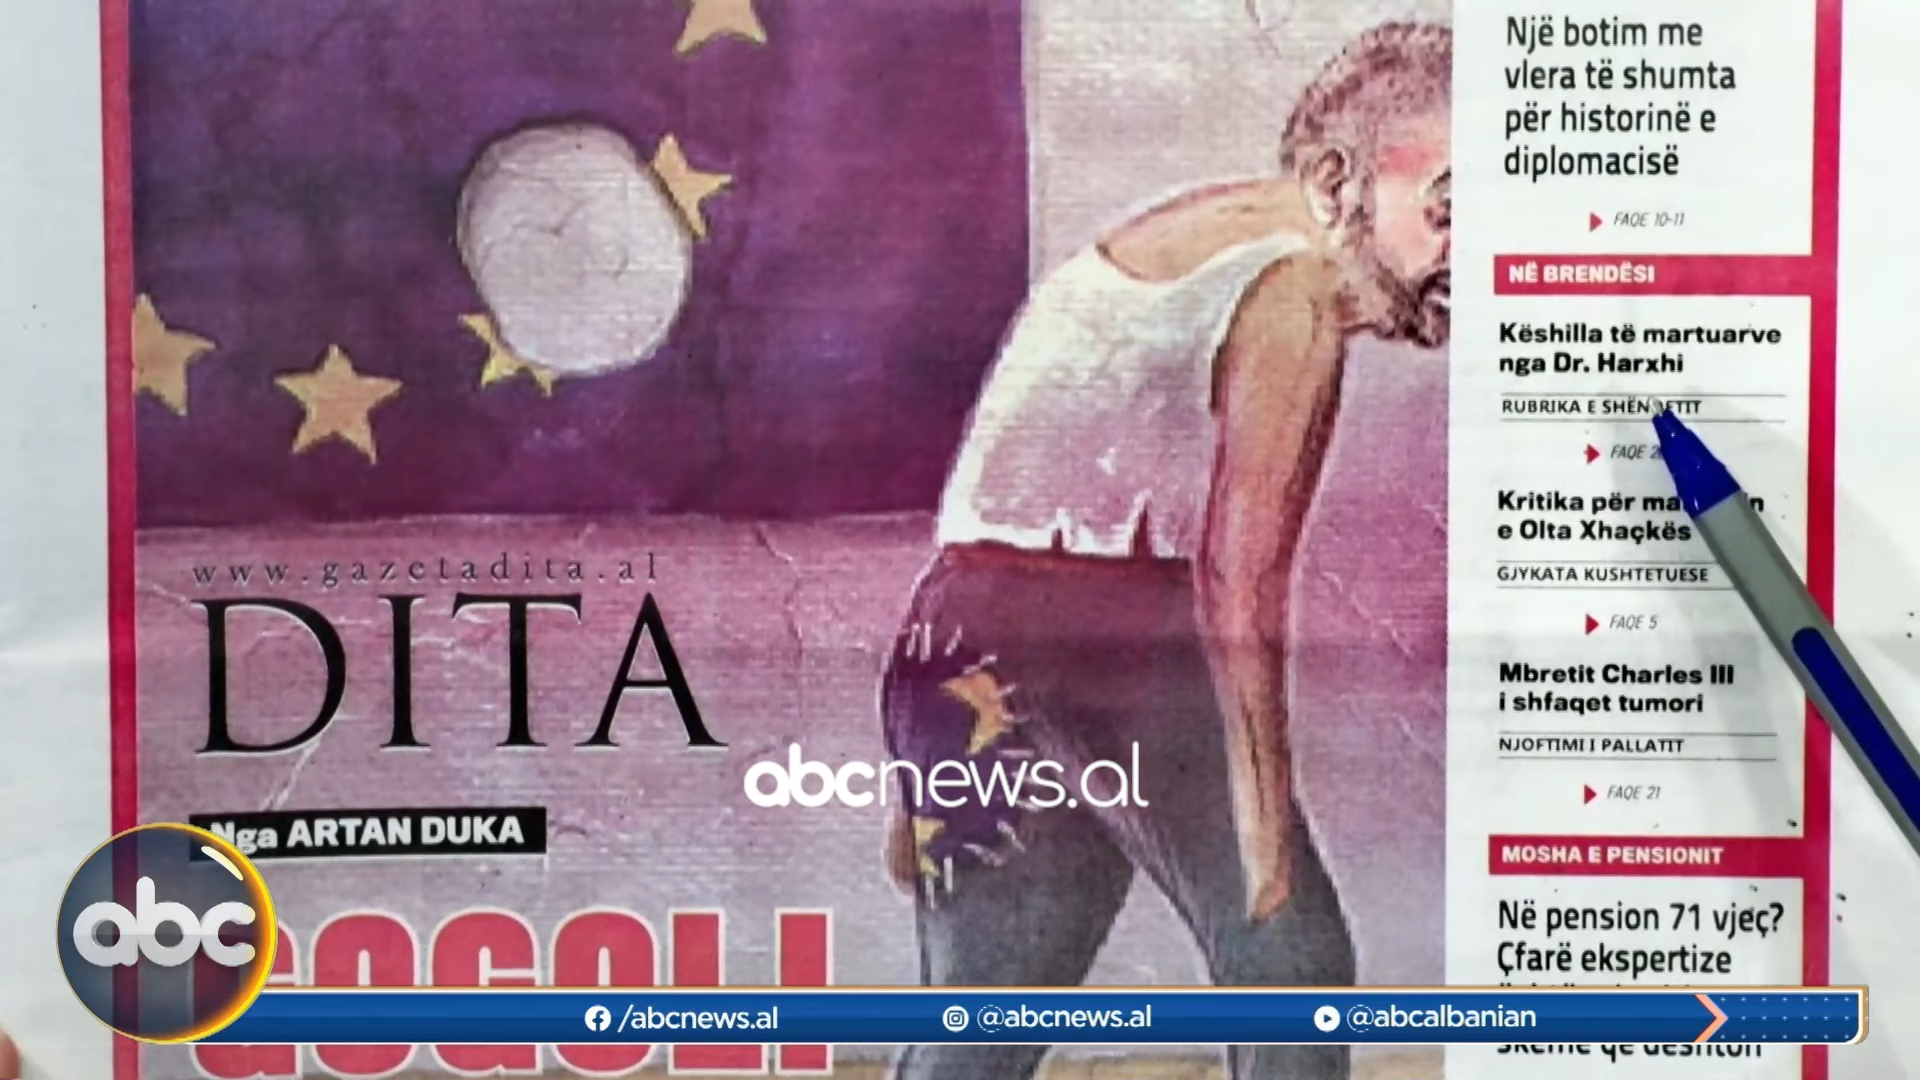 Një botim me
vlera të shumta
për historinë e
diplomacisë
FAQE 10-11
NË BRENDËSI
Këshilla të martuarve
nga Dr. Harxhi
RUBRIKA E
FAQE
Kritika për
e Olta Xhaçkës
GJYKATA KUSHTETUESE
FAQE 5
Mbretit Charles III
i shfaqet tumori
NJOFTIMI I PALLATIT
FAQE 21
MOSHA E PENSIONIT
Në pension 71 vjeç?
Çfarë ekspertize
www.gazetadita.al
DITA
Nga ARTAN DUKA
GOGOLI
abcnews.al
abc
/abcnews.al
@abcnews.al
@abcalbanian